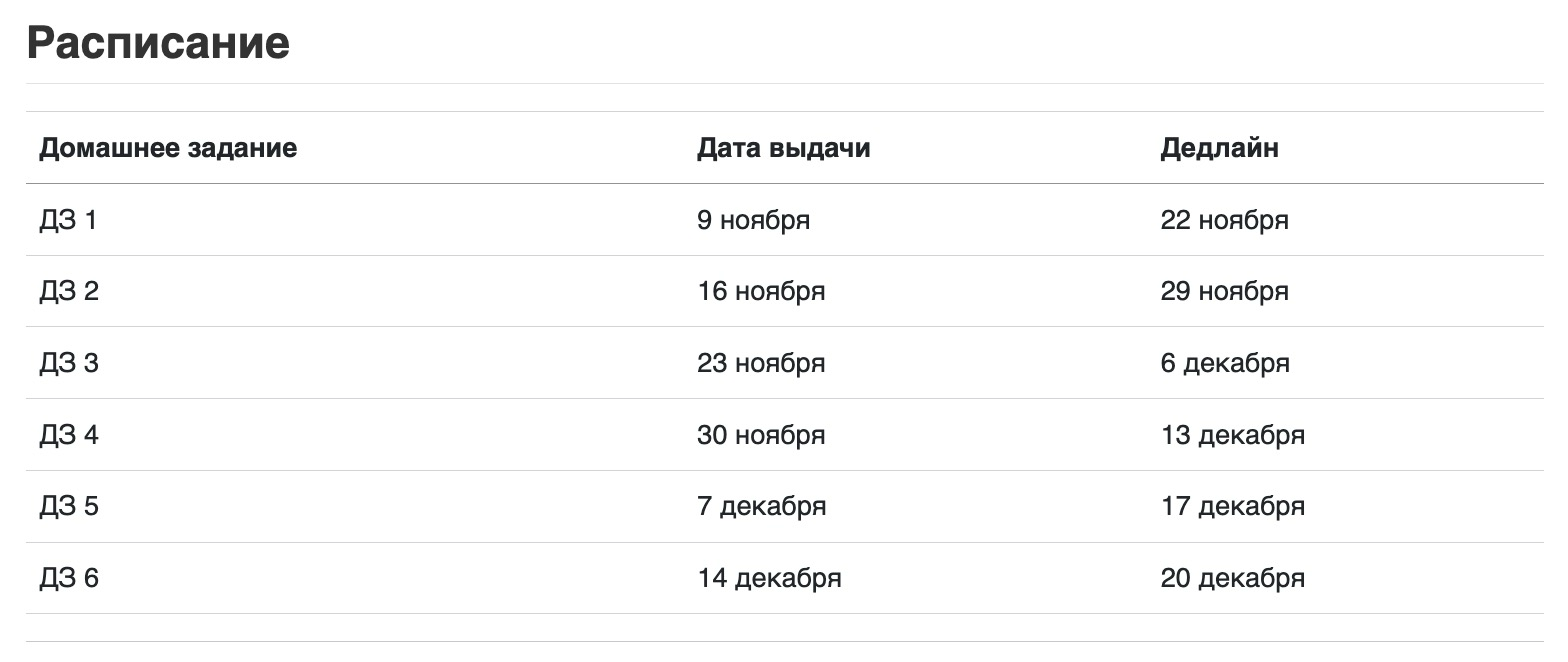 Расписание
Домашнее задание Дата выдачи Дедлайн
ДЗ 1 9 ноября 22 ноября
ДЗ 2 16 ноября 29 ноября
ДЗ 3 23 ноября 6 декабря
ДЗ 4 30 ноября 13 декабря
ДЗ 5 7 декабря 17 декабря
ДЗ 6 14 декабря 20 декабря